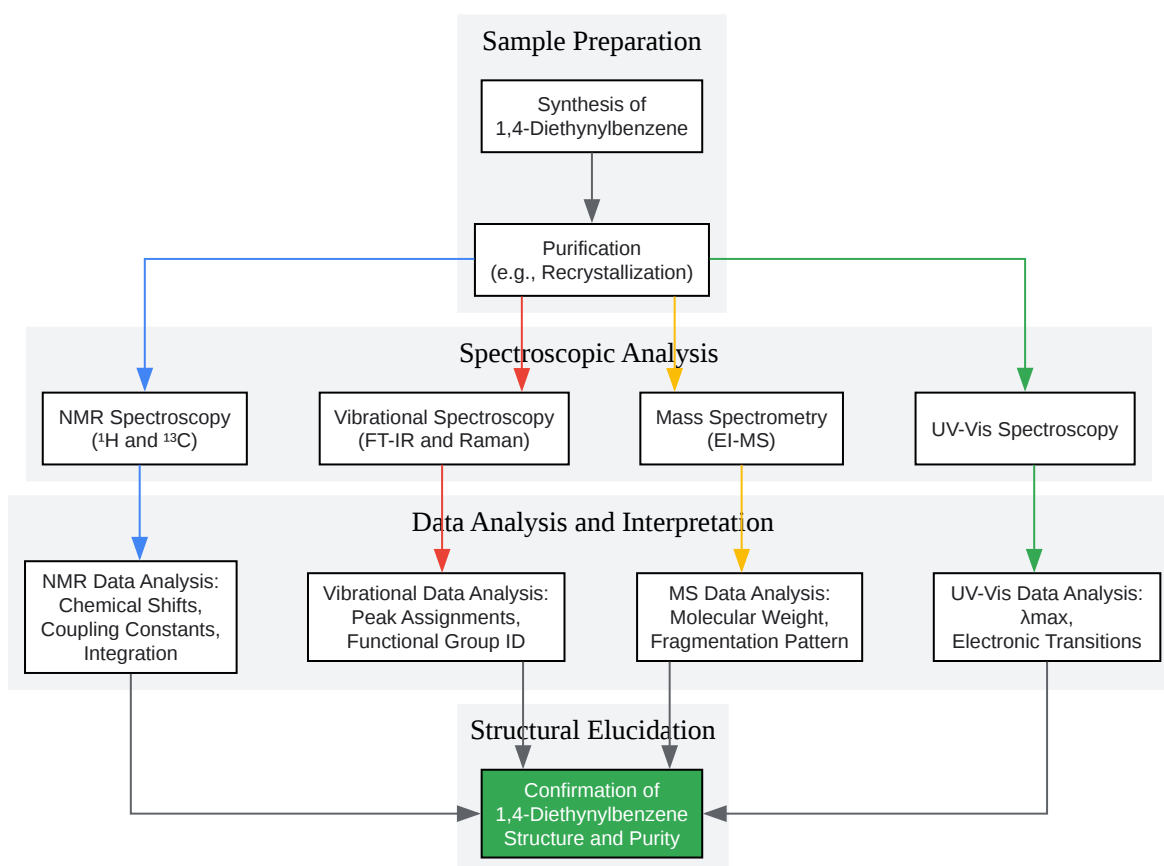 Sample Preparation
Synthesis of
1,4-Diethynylbenzene
Purification
(e.g., Recrystallization)
Spectroscopic Analysis
NMR Spectroscopy
(¹H and ¹³C)
Vibrational Spectroscopy
(FT-IR and Raman)
Mass Spectrometry
(EI-MS)
UV-Vis Spectroscopy
Data Analysis and Interpretation
NMR Data Analysis:
Chemical Shifts,
Coupling Constants,
Integration
Vibrational Data Analysis:
Peak Assignments,
Functional Group ID
MS Data Analysis:
Molecular Weight,
Fragmentation Pattern
UV-Vis Data Analysis:
λmax,
Electronic Transitions
Structural Elucidation
Confirmation of
1,4-Diethynylbenzene
Structure and Purity